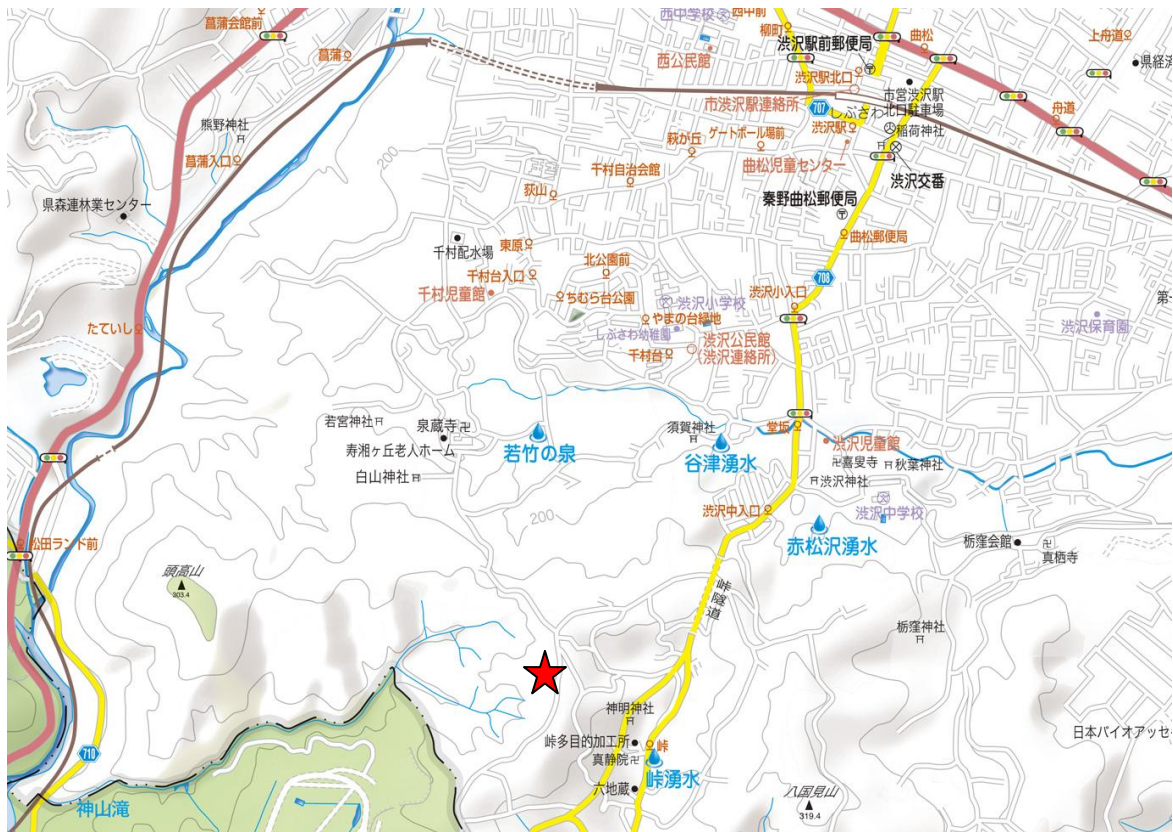 菖蒲会館前
西中学校
西中前
柳町
渋沢駅前郵便局
曲松
上舟道
菖蒲
西公民館
渋沢駅北口
県経済
市渋沢駅連絡所
707
しぶさわ
市営渋沢駅
北口駐車場
舟道
熊野神社
菖蒲入口
200
萩が丘
ゲートボール場前
渋沢駅
稲荷神社
曲松児童センター
渋沢交番
千村自治会館
荻山
県森連林業センター
秦野曲松郵便局
曲松郵便局
千村配水場
東原
北公園前
千村台入口
708
千村児童館
ちむら台公園
渋沢小学校
渋沢小入口
第一
たていし
やまの台緑地
しぶさわ幼稚園
渋沢公民館
(渋沢連絡所)
渋沢保育園
千村台
若宮神社
泉蔵寺
須賀神社
堂坂
渋沢児童館
寿湘ヶ丘老人ホーム
若竹の泉
谷津湧水
喜叟寺
秋葉神社
白山神社
渋沢神社
200
渋沢中入口
渋沢中学校
赤松沢湧水
松田ランド前
栃窪会館
真栖寺
頭高山
303.4
峠隧道
栃窪神社
神明神社
日本バイオアッセイ
710
峠多目的加工所
峠
真静院
峠湧水
神山滝
六地蔵
八国見山
319.4